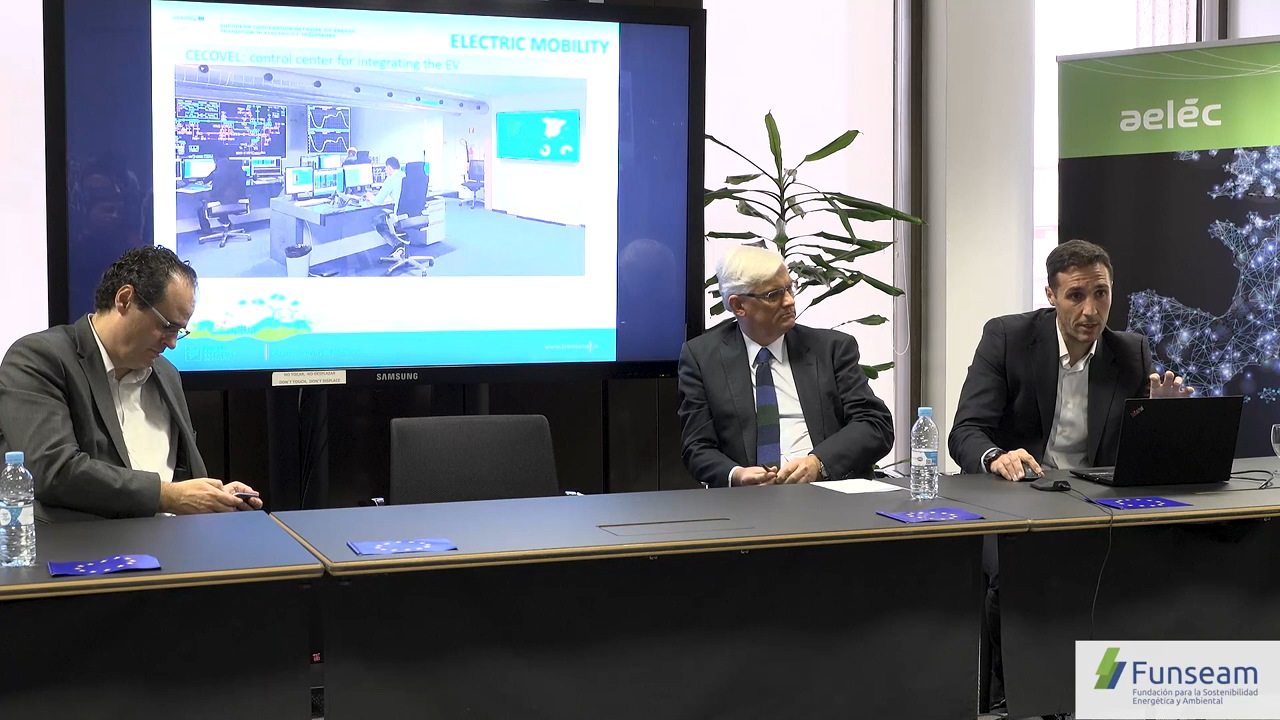 ELECTRIC MOBILITY
CECOVEL: control center for integrating the EV
NO TOCAR, NO DESPLAZAR
DON'T TOUCH, DON'T DISPLACE
SAMSUNG
aeléc
Funseam
Fundación para la Sostenibilidad
Energética y Ambiental